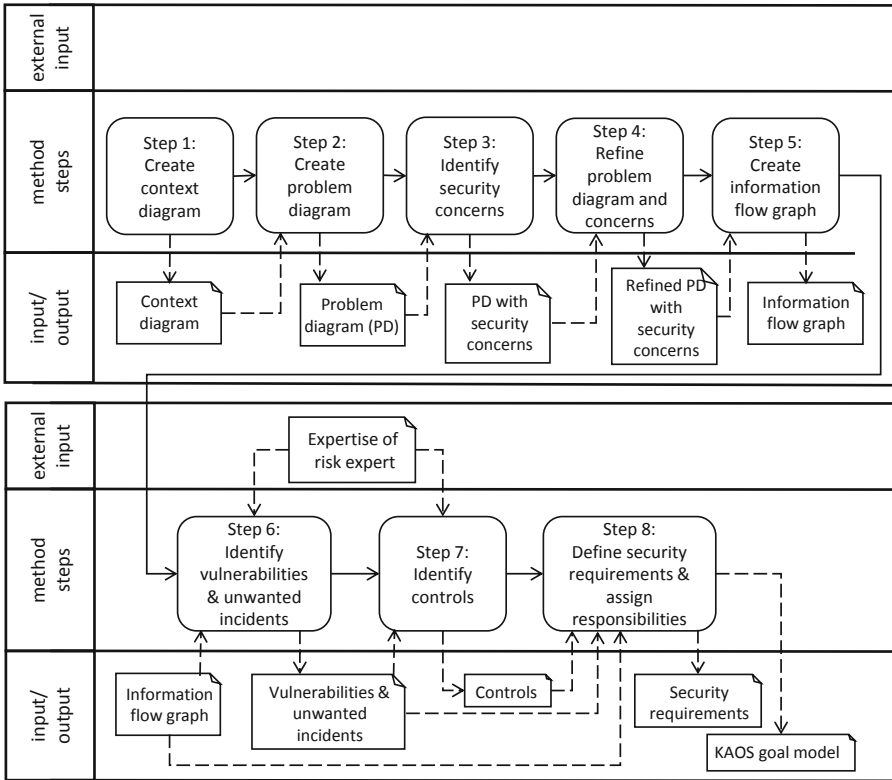 external
input
method
steps
Step 1:
Create
context
diagram
Step 2:
Create
problem
diagram
Step 3:
Identify
security
concerns
Step 4:
Refine
problem
diagram and
concerns
Step 5:
Create
information
flow graph
input/
output
Context
diagram
Problem
diagram (PD)
PD with
security
concerns
Refined PD
with
security
concerns
Information
flow graph
external
input
Expertise of
risk expert
method
steps
Step 6:
Identify
vulnerabilities
& unwanted
incidents
Step 7:
Identify
controls
Step 8:
Define security
requirements &
assign
responsibilities
input/
output
Information
flow graph
Vulnerabilities &
unwanted
incidents
Controls
Security
requirements
KAOS goal model